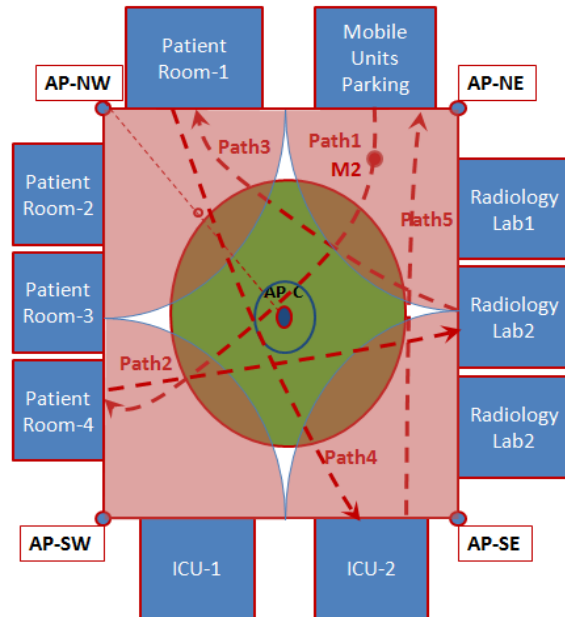 Patient
Room-1
Mobile
Units
Parking
AP-NW
AP-NE
Path3
Path1
M2
Patient
Room-2
Radiology
Lab1
Path5
AP-C
Patient
Room-3
Radiology
Lab2
Path2
Patient
Room-4
Radiology
Lab2
Path4
AP-SW
AP-SE
ICU-1
ICU-2